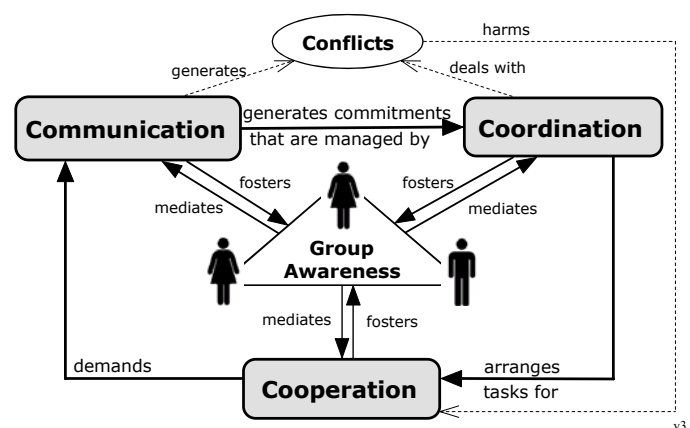 Conflicts
harms
generates
deals with
Communication
generates commitments
that are managed by
Coordination
fosters
mediates
fosters
mediates
Group
Awareness
mediates
fosters
demands
Cooperation
arranges
tasks for
v3